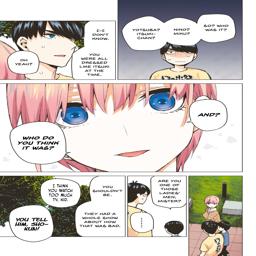 SO? WHO
WAS IT?
NINO?
MIKU?
YOTSUBA?
ITSUKI-
CHAN?
I-I
DON'T
KNOW.
YOU
WERE ALL
DRESSED
LIKE ITSUKI
AT THE
TIME.
OH
YEAH?
AND?
WHO DO
YOU THINK
IT WAS?
ARE YOU
ONE OF
THOSE
LADIES'
MEN,
MISTER?
YOU
SHOULDN'T
BE.
THEY HAD A
WHOLE SHOW
ABOUT HOW
THAT WAS BAD.
I THINK
YOU WATCH
TOO MUCH
TV, KID.
YOU TELL
HIM, SHO-
KUN!